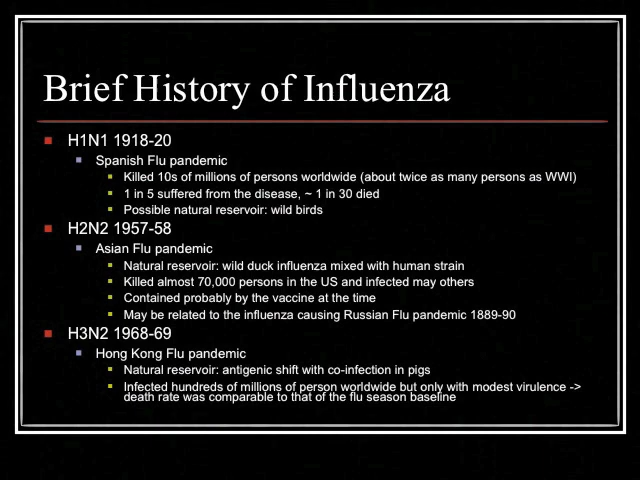 Brief History of Influenza
H1N1 1918-20
Spanish Flu pandemic
Killed 10s of millions of persons worldwide (about twice as many persons as WWI)
1 in 5 suffered from the disease, ~ 1 in 30 died
Possible natural reservoir: wild birds
H2N2 1957-58
Asian Flu pandemic
Natural reservoir: wild duck influenza mixed with human strain
Killed almost 70,000 persons in the US and infected may others
Contained probably by the vaccine at the time
May be related to the influenza causing Russian Flu pandemic 1889-90
H3N2 1968-69
Hong Kong Flu pandemic
Natural reservoir: antigenic shift with co-infection in pigs
Infected hundreds of millions of person worldwide but only with modest virulence ->
death rate was comparable to that of the flu season baseline